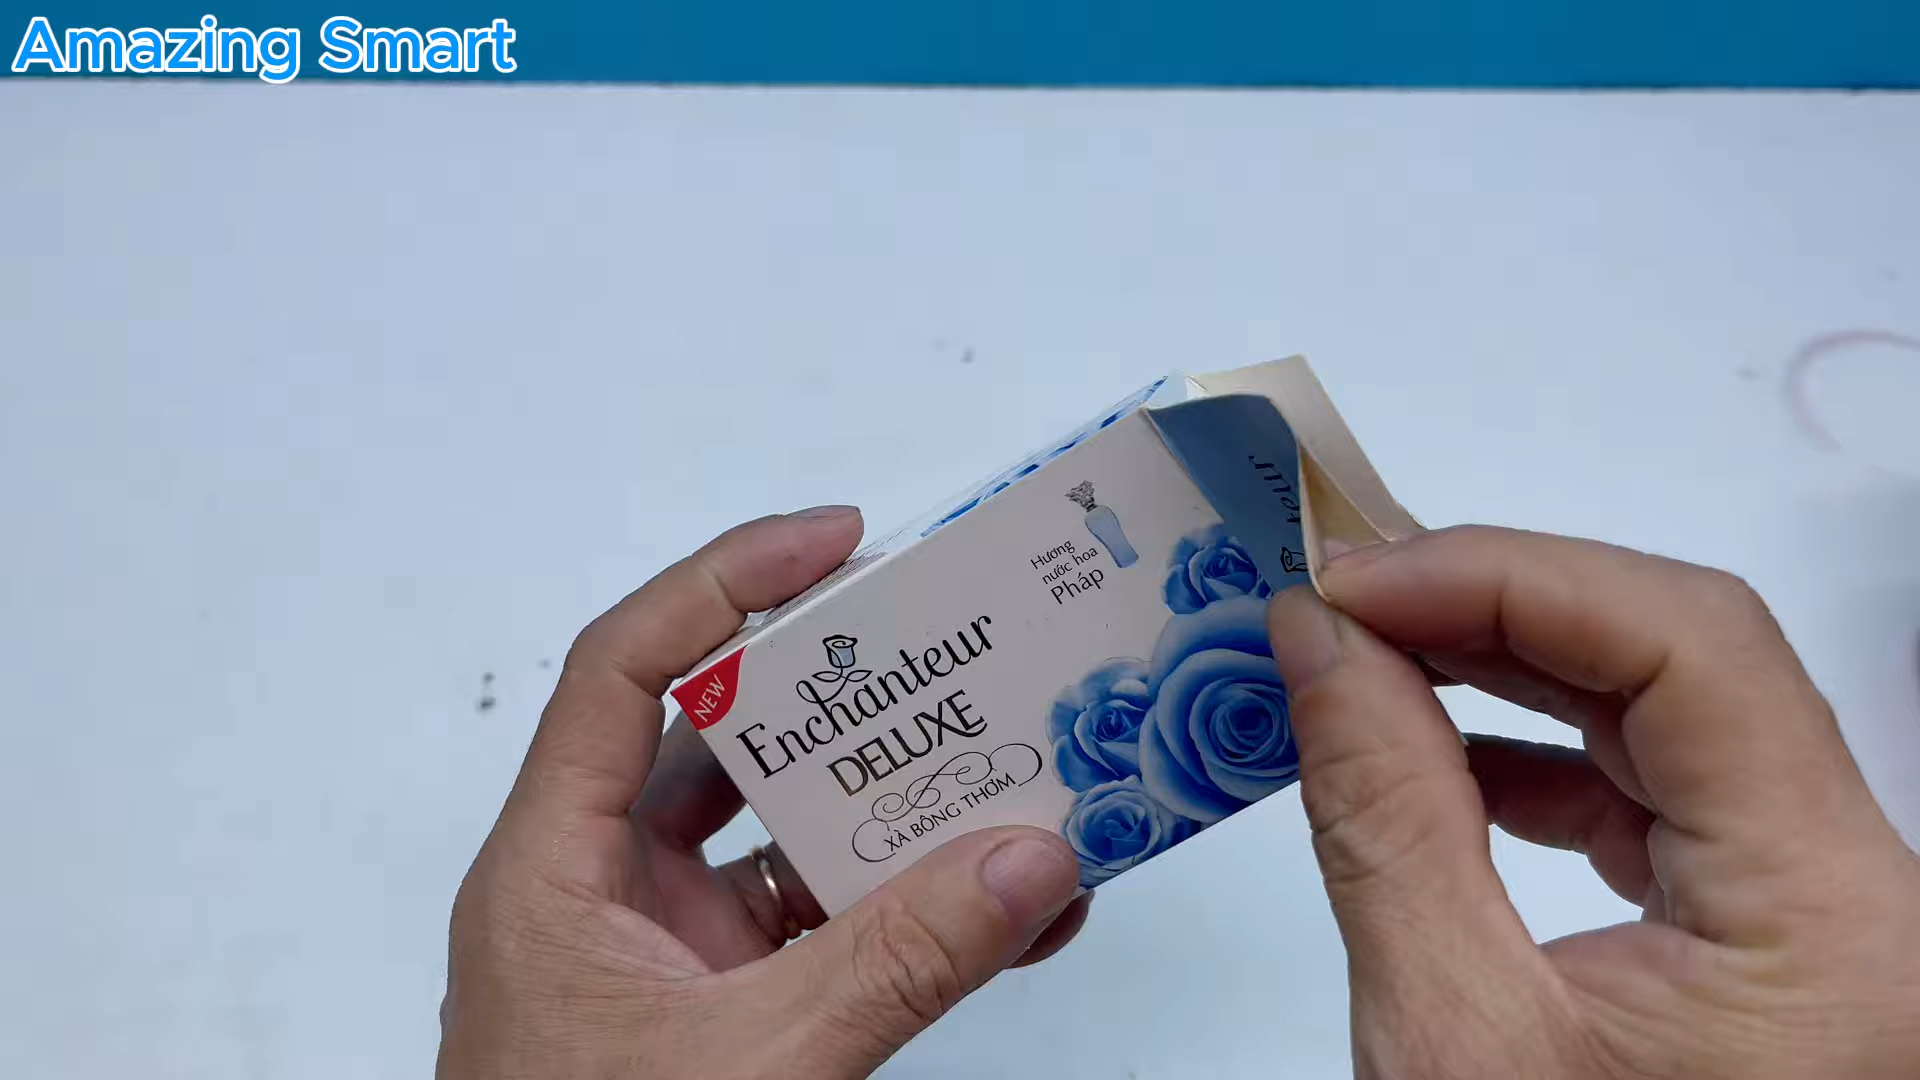 Amazing Smart
Hương
nước hoa
Pháp
NEW
Enchanteur
DELUXE
XÀ BÔNG THƠM